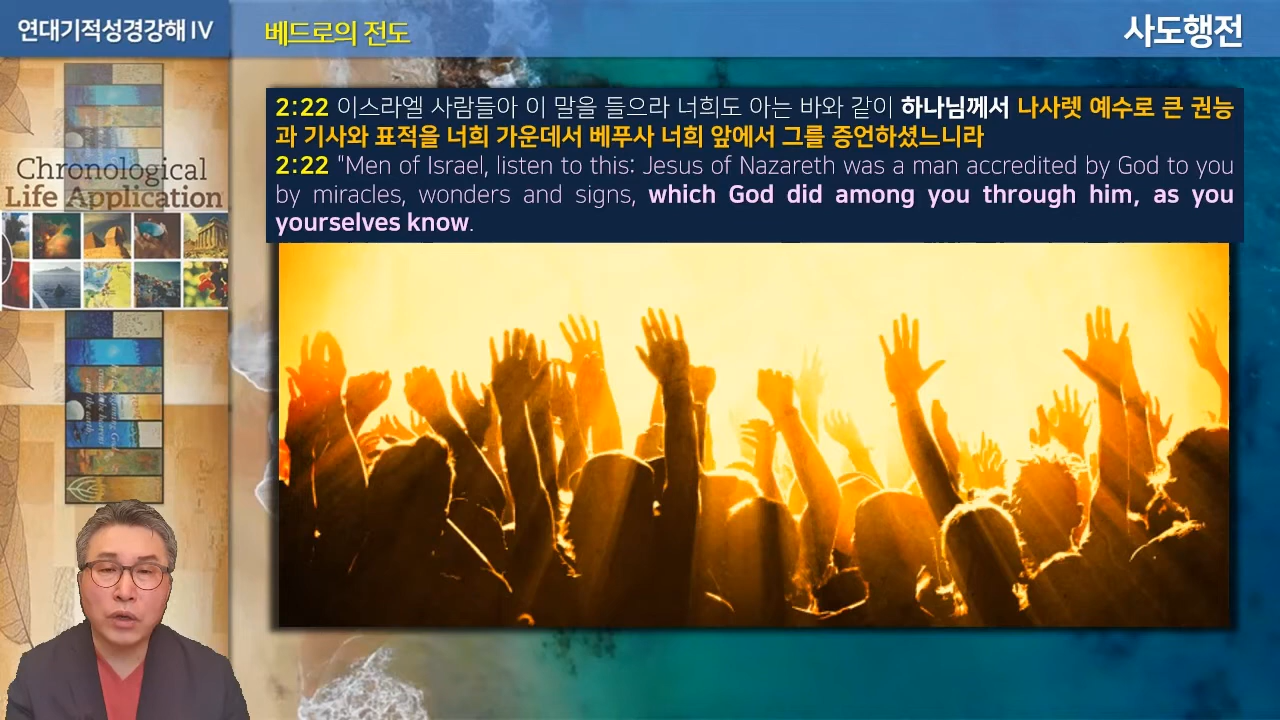 연대기적성경강해 IV
베드로의 전도
사도행전
Chronological
Life Application
2:22 이스라엘 사람들아 이 말을 들으라 너희도 아는 바와 같이 하나님께서 나사렛 예수로 큰 권능
과 기사와 표적을 너희 가운데서 베푸사 너희 앞에서 그를 증언하셨느니라
2:22 "Men of Israel, listen to this: Jesus of Nazareth was a man accredited by God to you
by miracles, wonders and signs, which God did among you through him, as you
yourselves know.